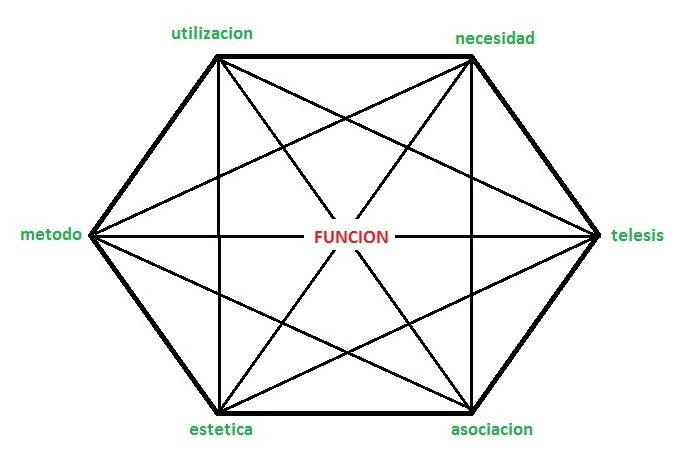 utilizacion
necesidad
metodo
FUNCION
telesis
estetica
asociacion